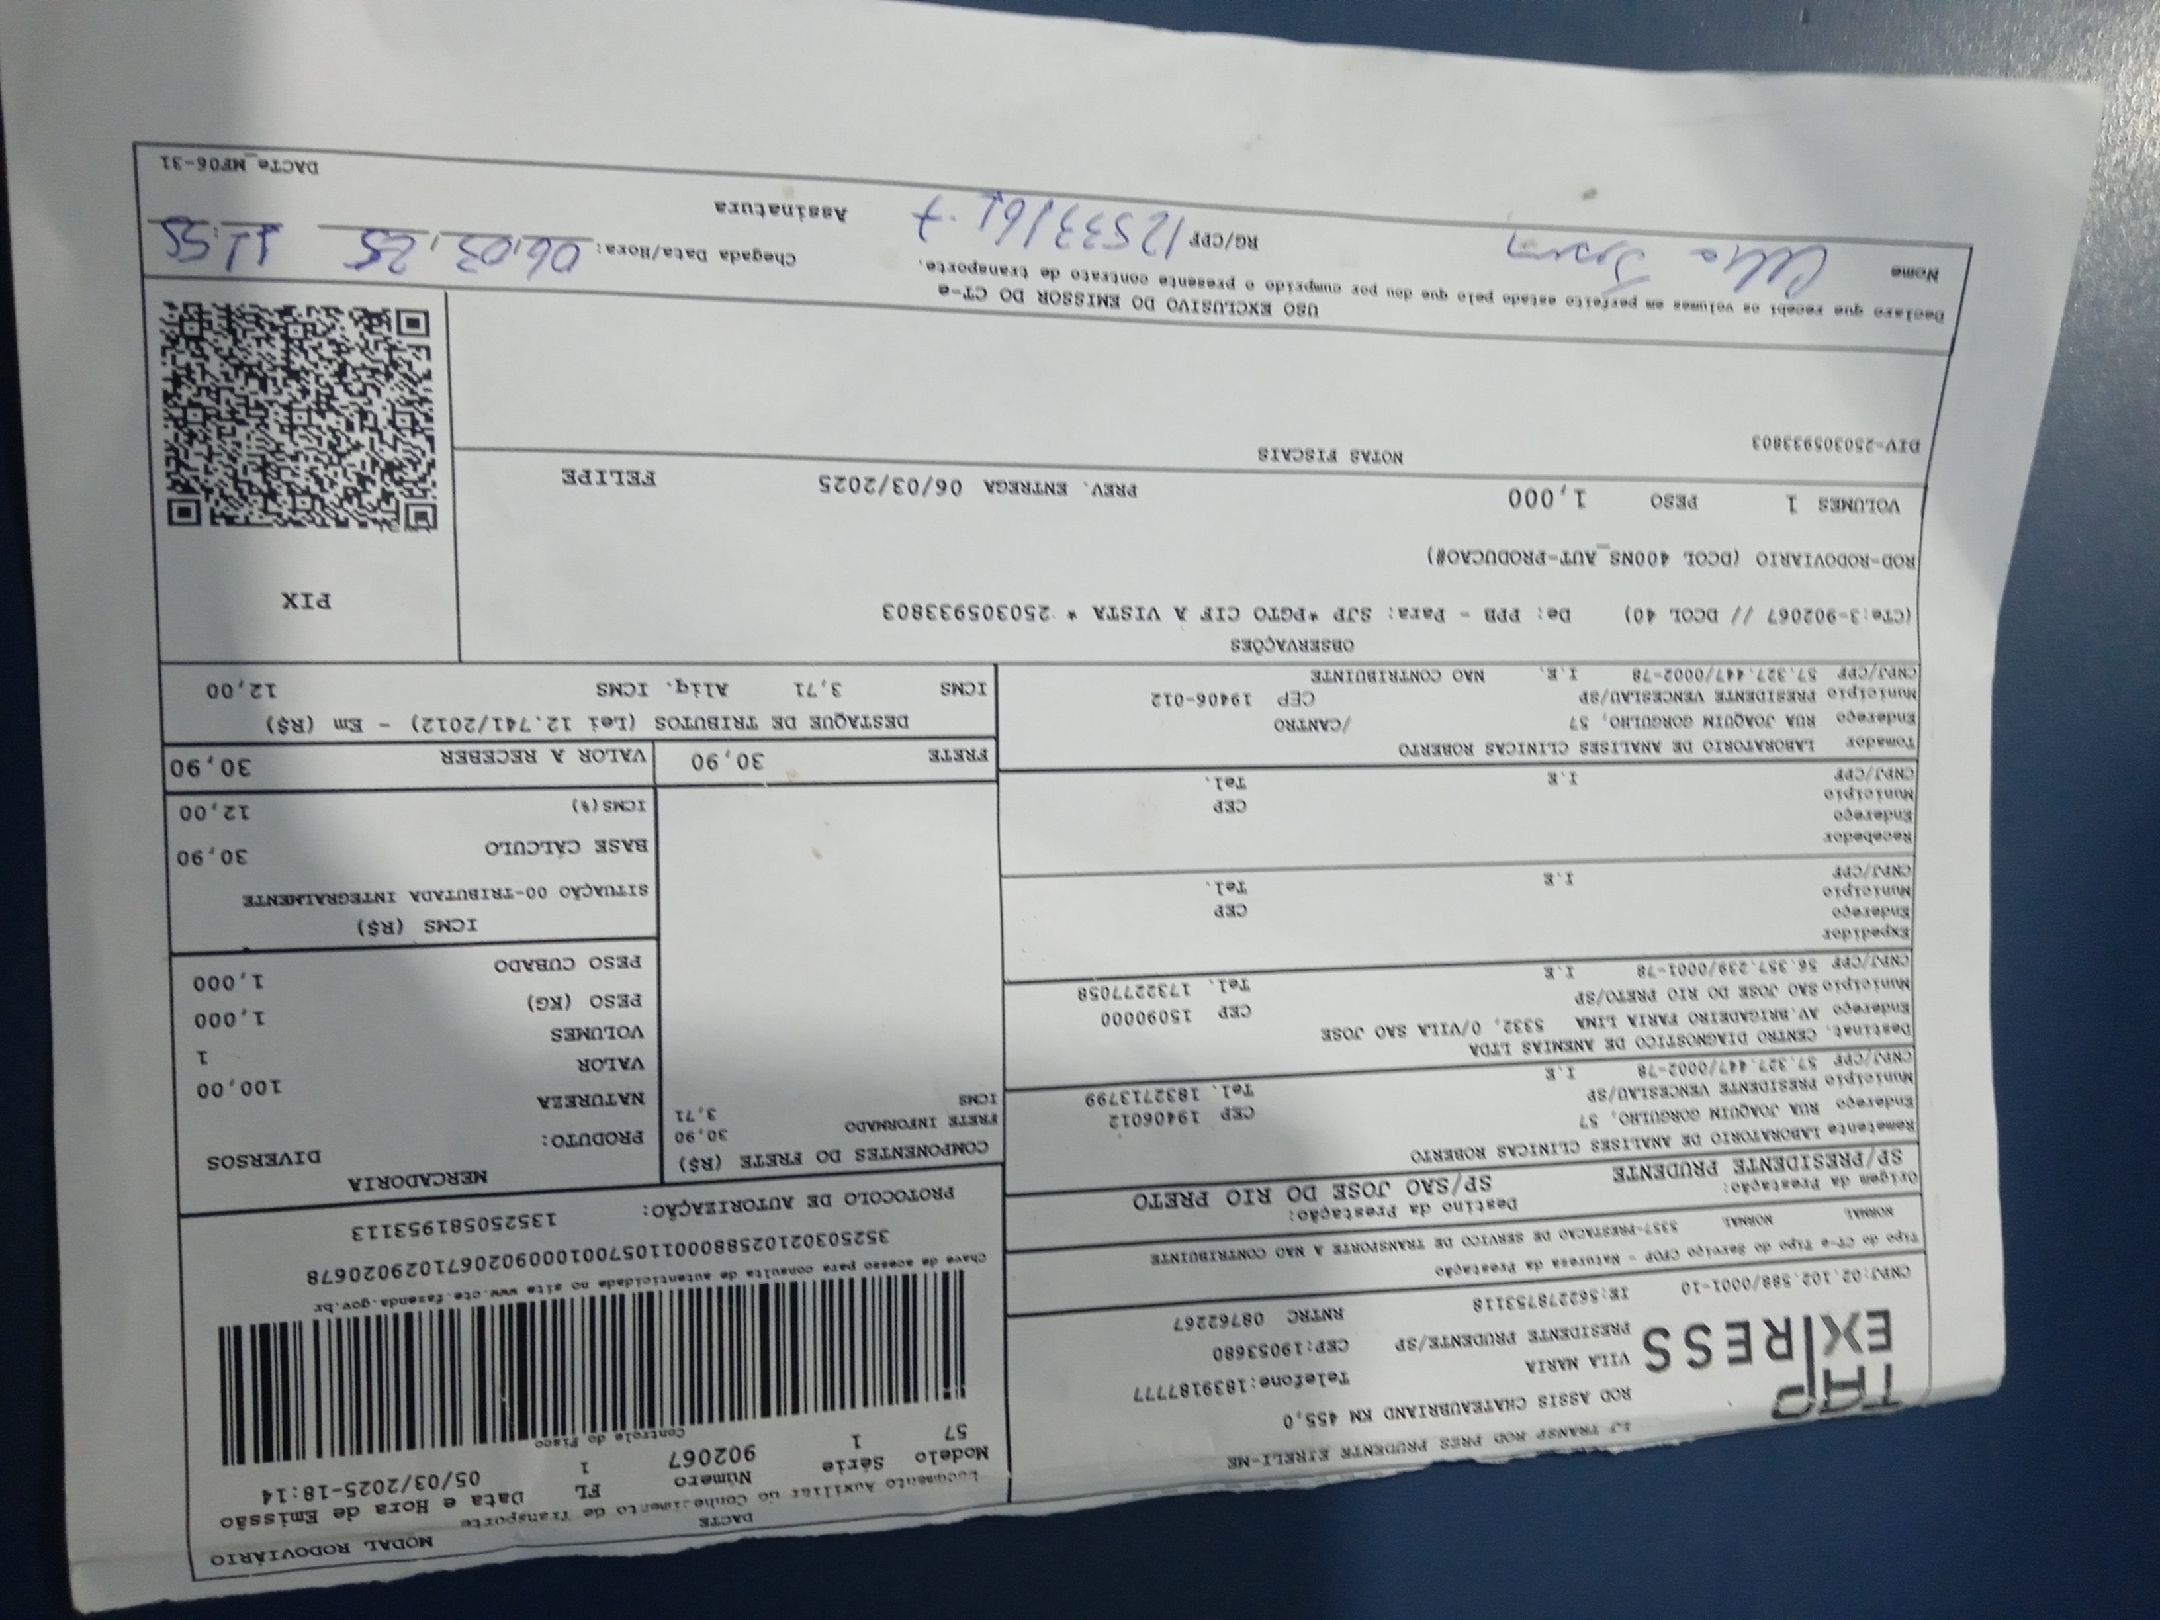 LJ TRANSP ROD PRES PRUDENTE EIRELI-ME
TAP EXPRESS
ROD ASSIS CHATEAUBRIAND KM 455,0
VILA MARIA Telefone:1839187777
PRESIDENTE PRUDENTE/SP CEP:19053680
CNPJ:02.102.588/0001-10 IE:562278753118 RNTRC 08762267
Tipo do CT-e Tipo do Serviço CFOP - Natureza da Prestação
NORMAL NORMAL 5357-PRESTACAO DE SERVICO DE TRANSPORTE A NAO CONTRIBUINTE
Origem da Prestação: Destino da Prestação:
SP/PRESIDENTE PRUDENTE SP/SAO JOSE DO RIO PRETO
Remetente LABORATORIO DE ANALISES CLINICAS ROBERTO
Endereço RUA JOAQUIM GORGULHO, 57 CEP 19406012
Município PRESIDENTE VENCESLAU/SP Tel. 1832713799
CNPJ/CPF 57.327.447/0002-78 I.E
Destinat. CENTRO DIAGNOSTICO DE ANEMIAS LTDA
Endereço AV.BRIGADEIRO FARIA LIMA 5332, 0/VILA SAO JOSE
Município SAO JOSE DO RIO PRETO/SP CEP 15090000
CNPJ/CPF 56.357.239/0001-78 I.E Tel. 1732277058
Expedidor
Endereço
Município CEP
CNPJ/CPF I.E Tel.
Recebedor
Endereço
Município CEP
CNPJ/CPF I.E Tel.
Tomador LABORATORIO DE ANALISES CLINICAS ROBERTO
Endereço RUA JOAQUIM GORGULHO, 57 /CANTRO
Município PRESIDENTE VENCESLAU/SP CEP 19406-012
CNPJ/CPF 57.327.447/0002-78 I.E. NAO CONTRIBUINTE
DACTE MODAL RODOVIÁRIO
Documento Auxiliar do Conhecimento de Transporte
Modelo Série Número FL Data e Hora de Emissão
57 1 902067 1 05/03/2025-18:14
Controle do Fisco
Chave de acesso para consulta de autenticidade no site www.cte.fazenda.gov.br
35250302102588000110570010009020671029020678
PROTOCOLO DE AUTORIZAÇÃO: 135250581953113
COMPONENTES DO FRETE (R$)
FRETE INFORMADO 30,90
ICMS 3,71
MERCADORIA
PRODUTO: DIVERSOS
NATUREZA
VALOR 100,00
VOLUMES 1
PESO (KG) 1,000
PESO CUBADO 1,000
ICMS (R$)
SITUAÇÃO 00-TRIBUTADA INTEGRALMENTE
BASE CÁLCULO 30,90
ICMS(%) 12,00
FRETE 30,90 VALOR A RECEBER 30,90
DESTAQUE DE TRIBUTOS (Lei 12.741/2012) - Em (R$)
ICMS 3,71 Aliq. ICMS 12,00
OBSERVAÇÕES
(CTe:3-902067 // DCOL 40) De: PPB - Para: SJP *PGTO CIF A VISTA * 250305933803
ROD-RODOVIARIO (DCOL 400NS_AUT-PRODUCAO#)
VOLUMES 1 PESO 1,000 PREV. ENTREGA 06/03/2025 FELIPE
PIX
NOTAS FISCAIS
DIV-250305933803
USO EXCLUSIVO DO EMISSOR DO CT-e
Declaro que recebi os volumes em perfeito estado pelo que dou por cumprido o presente contrato de transporte.
Nome RG/CPF Chegada Data/Hora: 06,03,25 11:55
Assinatura
DACTe_MF06-31